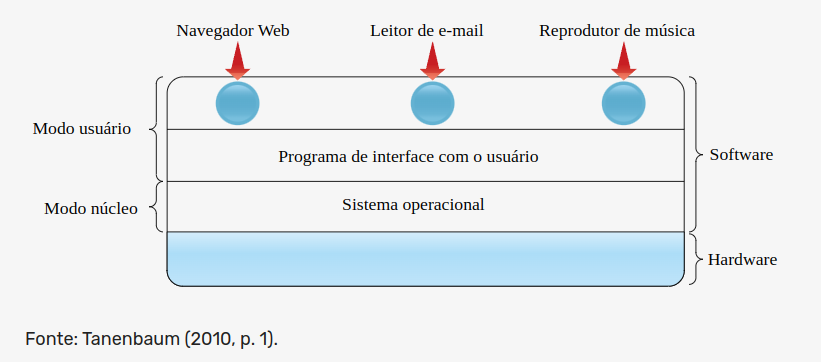 Navegador Web
Leitor de e-mail
Reprodutor de música
Modo usuário
Programa de interface com o usuário
Software
Modo núcleo
Sistema operacional
Hardware
Fonte: Tanenbaum (2010, p. 1).